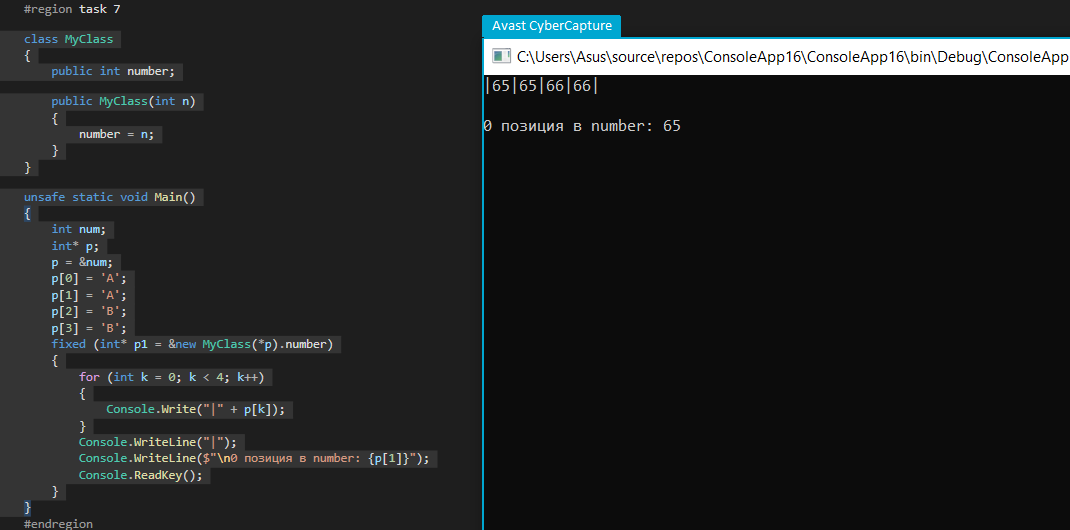 #region task 7
class MyClass
{
public int number;
public MyClass(int n)
{
number = n;
}
}
unsafe static void Main()
{
int num;
int* p;
p = &num;
p[0] = 'A';
p[1] = 'A';
p[2] = 'B';
p[3] = 'B';
fixed (int* p1 = &new MyClass(*p).number)
{
for (int k = 0; k < 4; k++)
{
Console.Write("|" + p[k]);
}
Console.WriteLine("|");
Console.WriteLine($"\n0 позиция в number: {p[1]}");
Console.ReadKey();
}
}
#endregion
Avast CyberCapture
C:\Users\Asus\source\repos\ConsoleApp16\ConsoleApp16\bin\Debug\ConsoleApp
|65|65|66|66|
0 позиция в number: 65